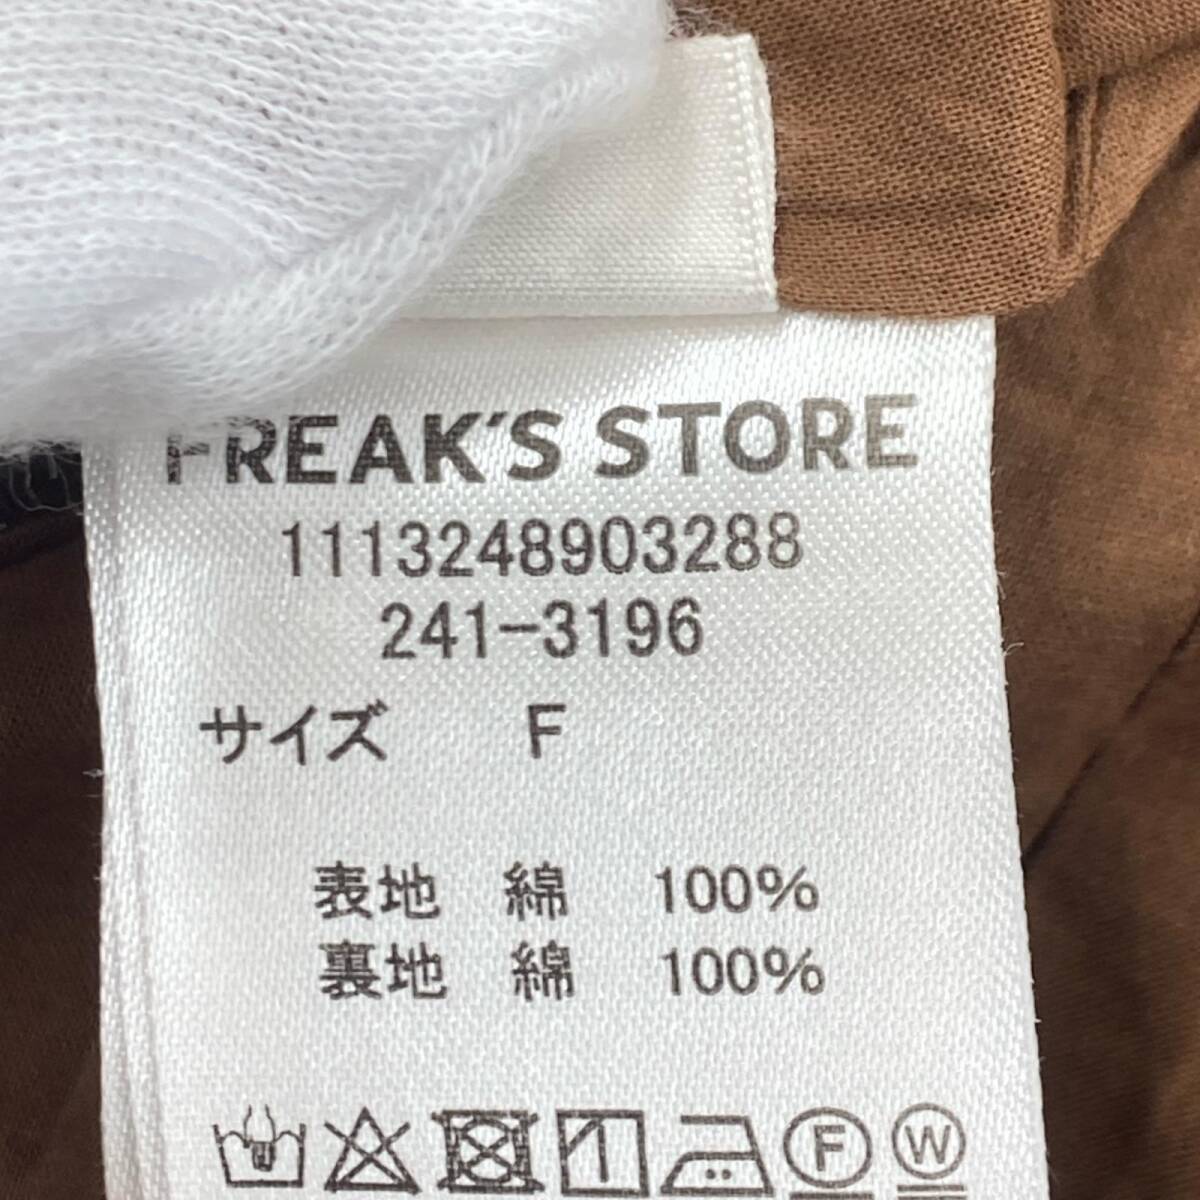 FREAK'S STORE
1113248903288
241-3196
サイズ F
表地 綿 100%
裏地 綿 100%
F W